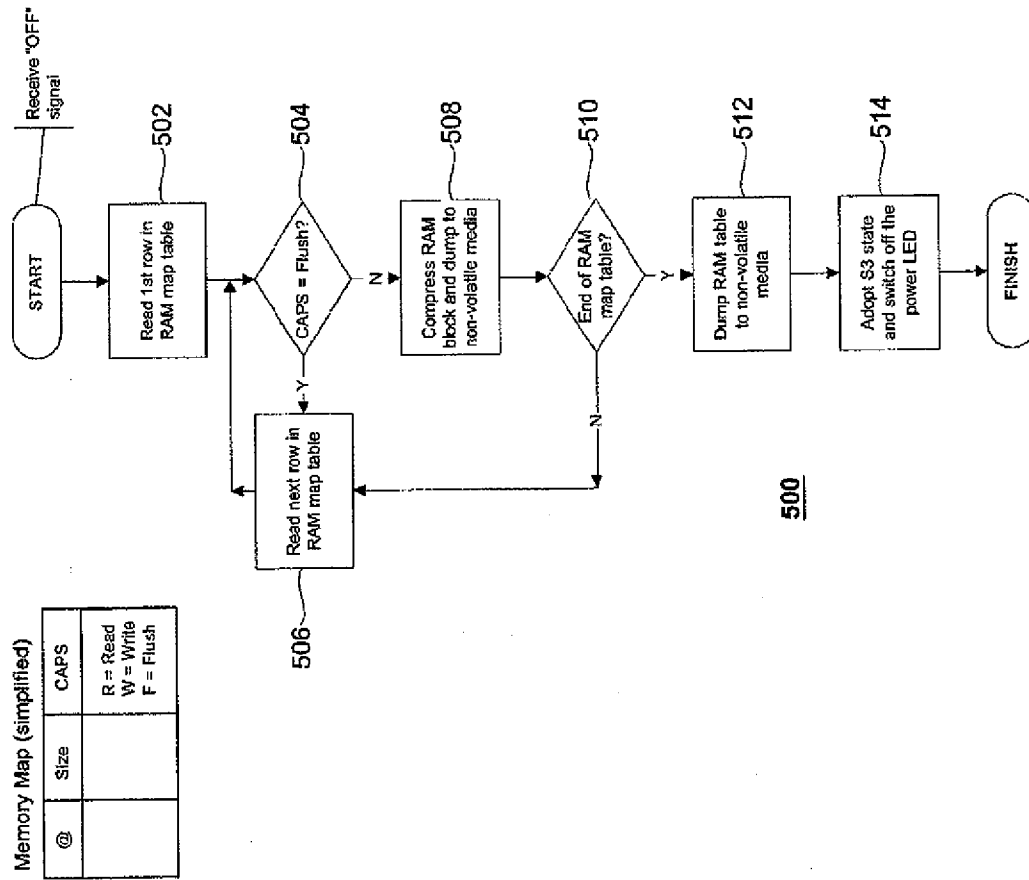 Memory Map (simplified)
@
Size
CAPS
R = Read
W = Write
F = Flush
START
Receive "OFF"
signal
Read 1st row in
RAM map table
502
CAPS = Flush?
504
Y
N
Read next row in
RAM map table
506
Compress RAM
block and dump to
non-volatile media
508
End of RAM
map table?
510
N
Y
Dump RAM table
to non-volatile
media
512
Adopt S3 state
and switch off the
power LED
514
FINISH
500